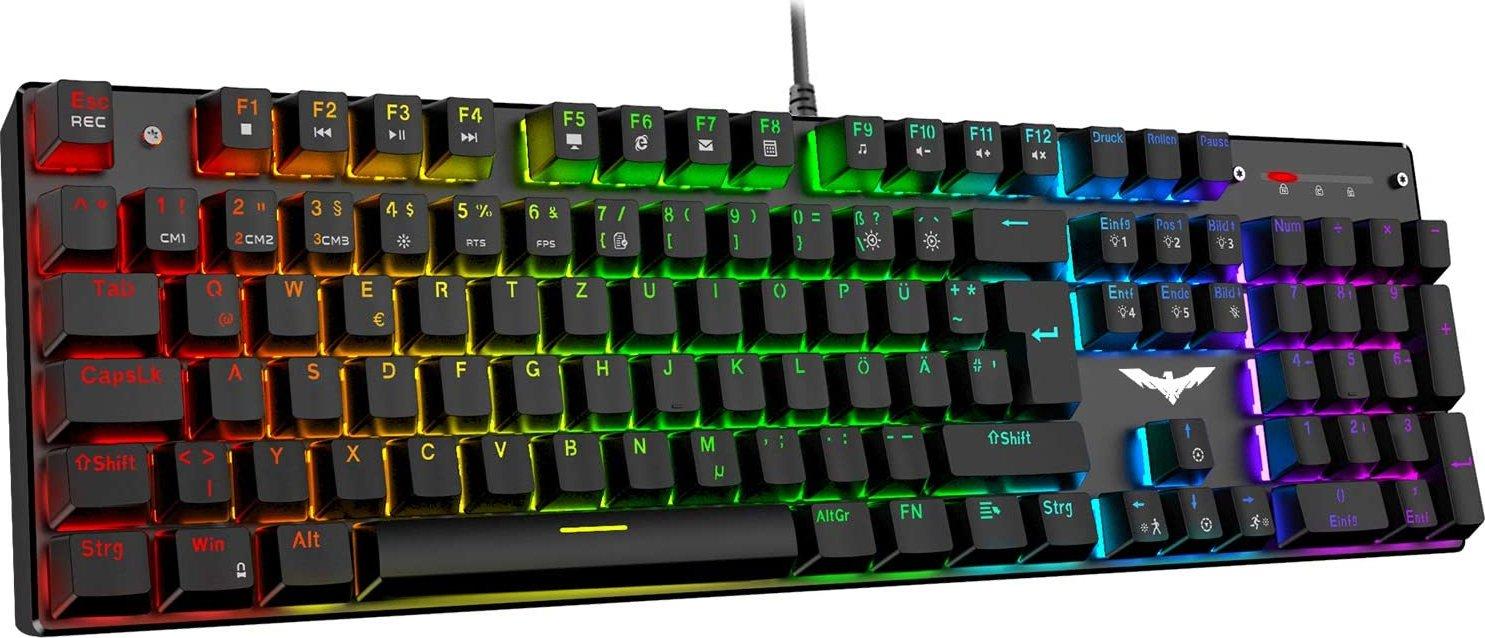 Esc F1 F2 F3 F4 F5 F6 F7 F8 F9 F10 F11 F12 Druck Rollen Pause
REC
^ ° 1 ! 2 " 3 § 4 $ 5 % 6 & 7 / 8 ( 9 ) 0 = ß ? ´ ` ← Einfg Pos1 Bild↑ Num ÷ × −
CM1 2CM2 3CM3 RTS FPS { [ ] } \ 1 2 3
Tab Q W E R T Z U I O P Ü + * Entf Ende Bild↓ 7 8↑ 9 +
@ € ~ 4 5
CapsLk A S D F G H J K L Ö Ä # ' ↵ 4← 5 6→
⇧Shift < > Y X C V B N M , ; . : - _ ⇧Shift ↑ 1 2↓ 3 ↵
| µ
Strg Win Alt AltGr FN Strg ← ↓ → 0 ,
Einfg Entf